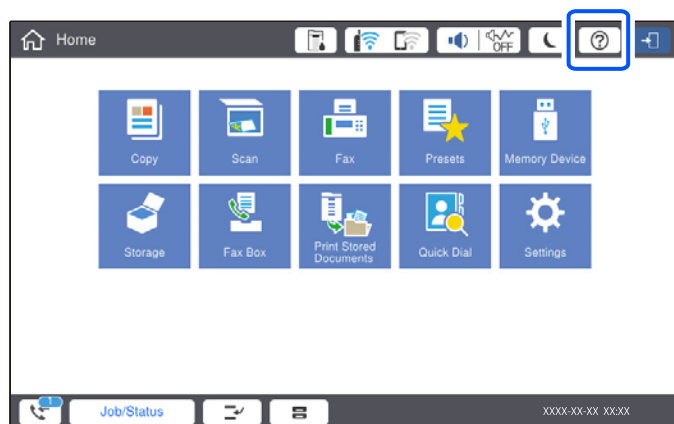 Home
OFF
?
Copy
Scan
Fax
Presets
Memory Device
Storage
Fax Box
Print Stored
Documents
Quick Dial
Settings
1
Job/Status
XXXX-XX-XX XX:XX